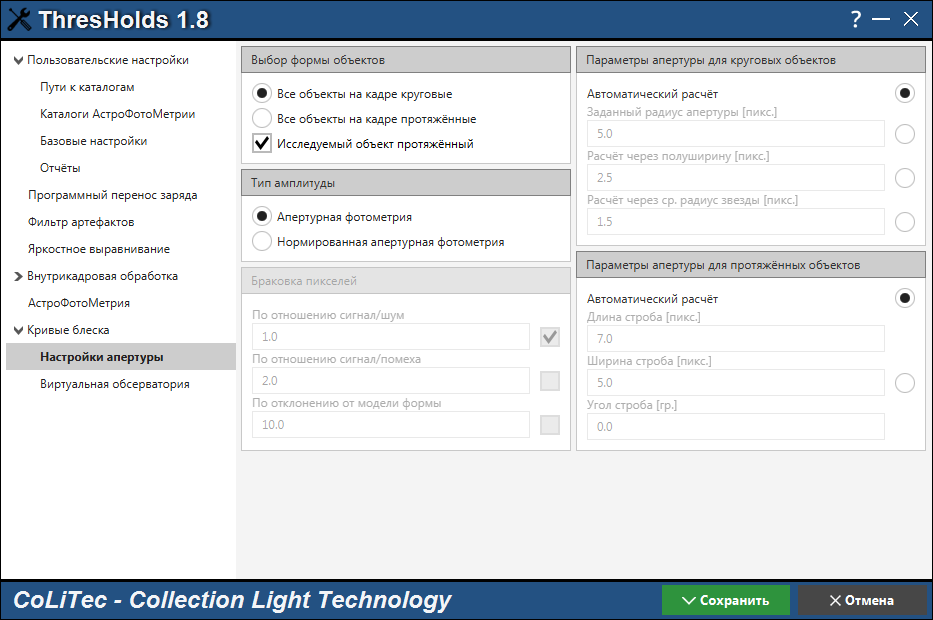 ThresHolds 1.8
?
Пользовательские настройки
Пути к каталогам
Каталоги АстроФотоМетрии
Базовые настройки
Отчёты
Программный перенос заряда
Фильтр артефактов
Яркостное выравнивание
Внутрикадровая обработка
АстроФотоМетрия
Кривые блеска
Настройки апертуры
Виртуальная обсерватория
Выбор формы объектов
Все объекты на кадре круговые
Все объекты на кадре протяжённые
Исследуемый объект протяжённый
Тип амплитуды
Апертурная фотометрия
Нормированная апертурная фотометрия
Браковка пикселей
По отношению сигнал/шум
1.0
По отношению сигнал/помеха
2.0
По отклонению от модели формы
10.0
Параметры апертуры для круговых объектов
Автоматический расчёт
Заданный радиус апертуры [пикс.]
5.0
Расчёт через полуширину [пикс.]
2.5
Расчёт через ср. радиус звезды [пикс.]
1.5
Параметры апертуры для протяжённых объектов
Автоматический расчёт
Длина строба [пикс.]
7.0
Ширина строба [пикс.]
5.0
Угол строба [гр.]
0.0
CoLiTec - Collection Light Technology
Сохранить
Отмена